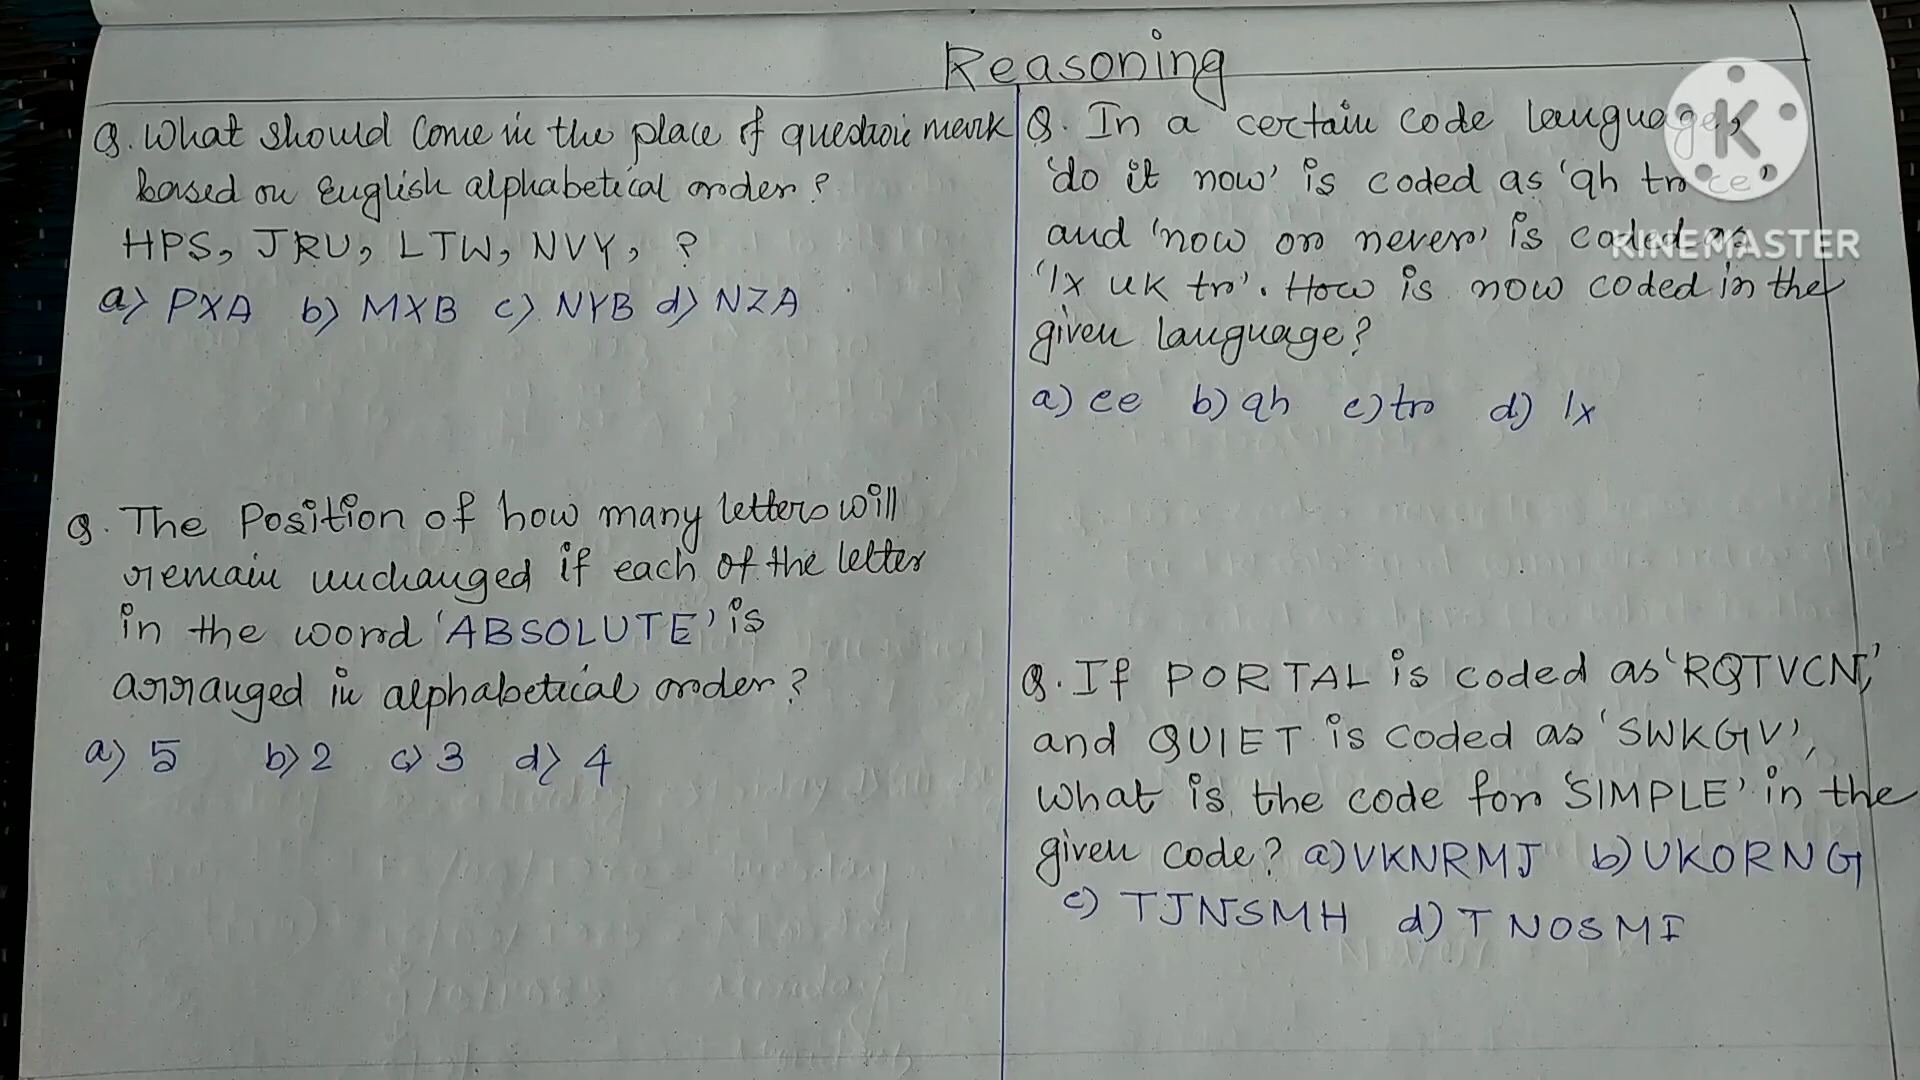 Reasoning
Q. What should come in the place of question mark
based on English alphabetical order?
HPS, JRU, LTW, NVY, ?
a) PXA b) MXB c) NYB d) NZA
Q. The Position of how many letters will
remain unchanged if each of the letter
in the word 'ABSOLUTE' is
arranged in alphabetical order?
a) 5 b) 2 c) 3 d) 4
Q. In a certain code language,
'do it now' is coded as 'qh tr ce'
and 'now or never' is coded as
'lx uk tr'. How is now coded in the
given language?
a) ce b) qh c) tr d) lx
Q. If PORTAL is coded as 'RQTVCN',
and QUIET is coded as 'SWKGV',
what is the code for 'SIMPLE' in the
given code? a) VKNRMJ b) UKORNG
c) TJNSMH d) TNOSMI
K
KINEMASTER